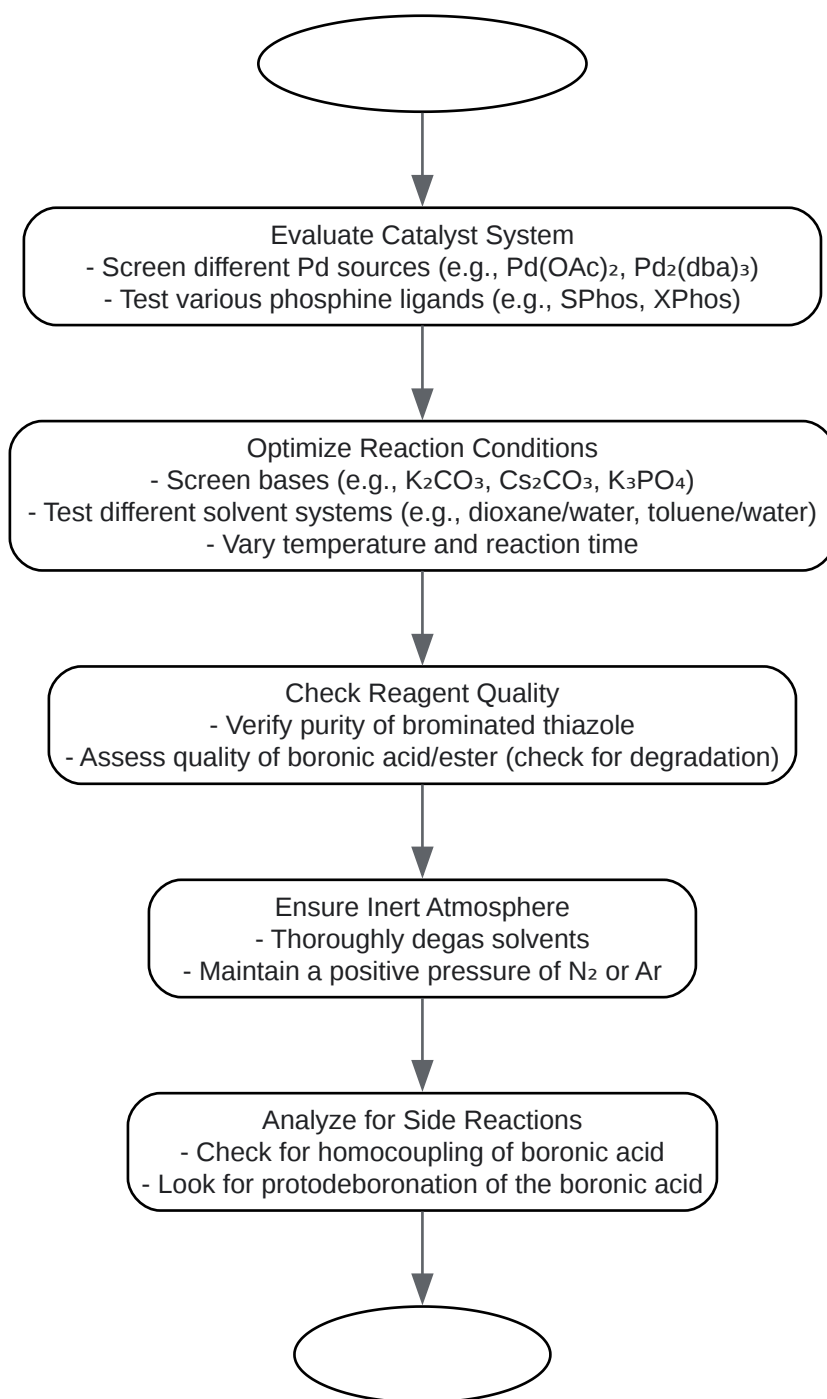 Evaluate Catalyst System
- Screen different Pd sources (e.g., Pd(OAc)₂, Pd₂(dba)₃)
- Test various phosphine ligands (e.g., SPhos, XPhos)
Optimize Reaction Conditions
- Screen bases (e.g., K₂CO₃, Cs₂CO₃, K₃PO₄)
- Test different solvent systems (e.g., dioxane/water, toluene/water)
- Vary temperature and reaction time
Check Reagent Quality
- Verify purity of brominated thiazole
- Assess quality of boronic acid/ester (check for degradation)
Ensure Inert Atmosphere
- Thoroughly degas solvents
- Maintain a positive pressure of N₂ or Ar
Analyze for Side Reactions
- Check for homocoupling of boronic acid
- Look for protodeboronation of the boronic acid